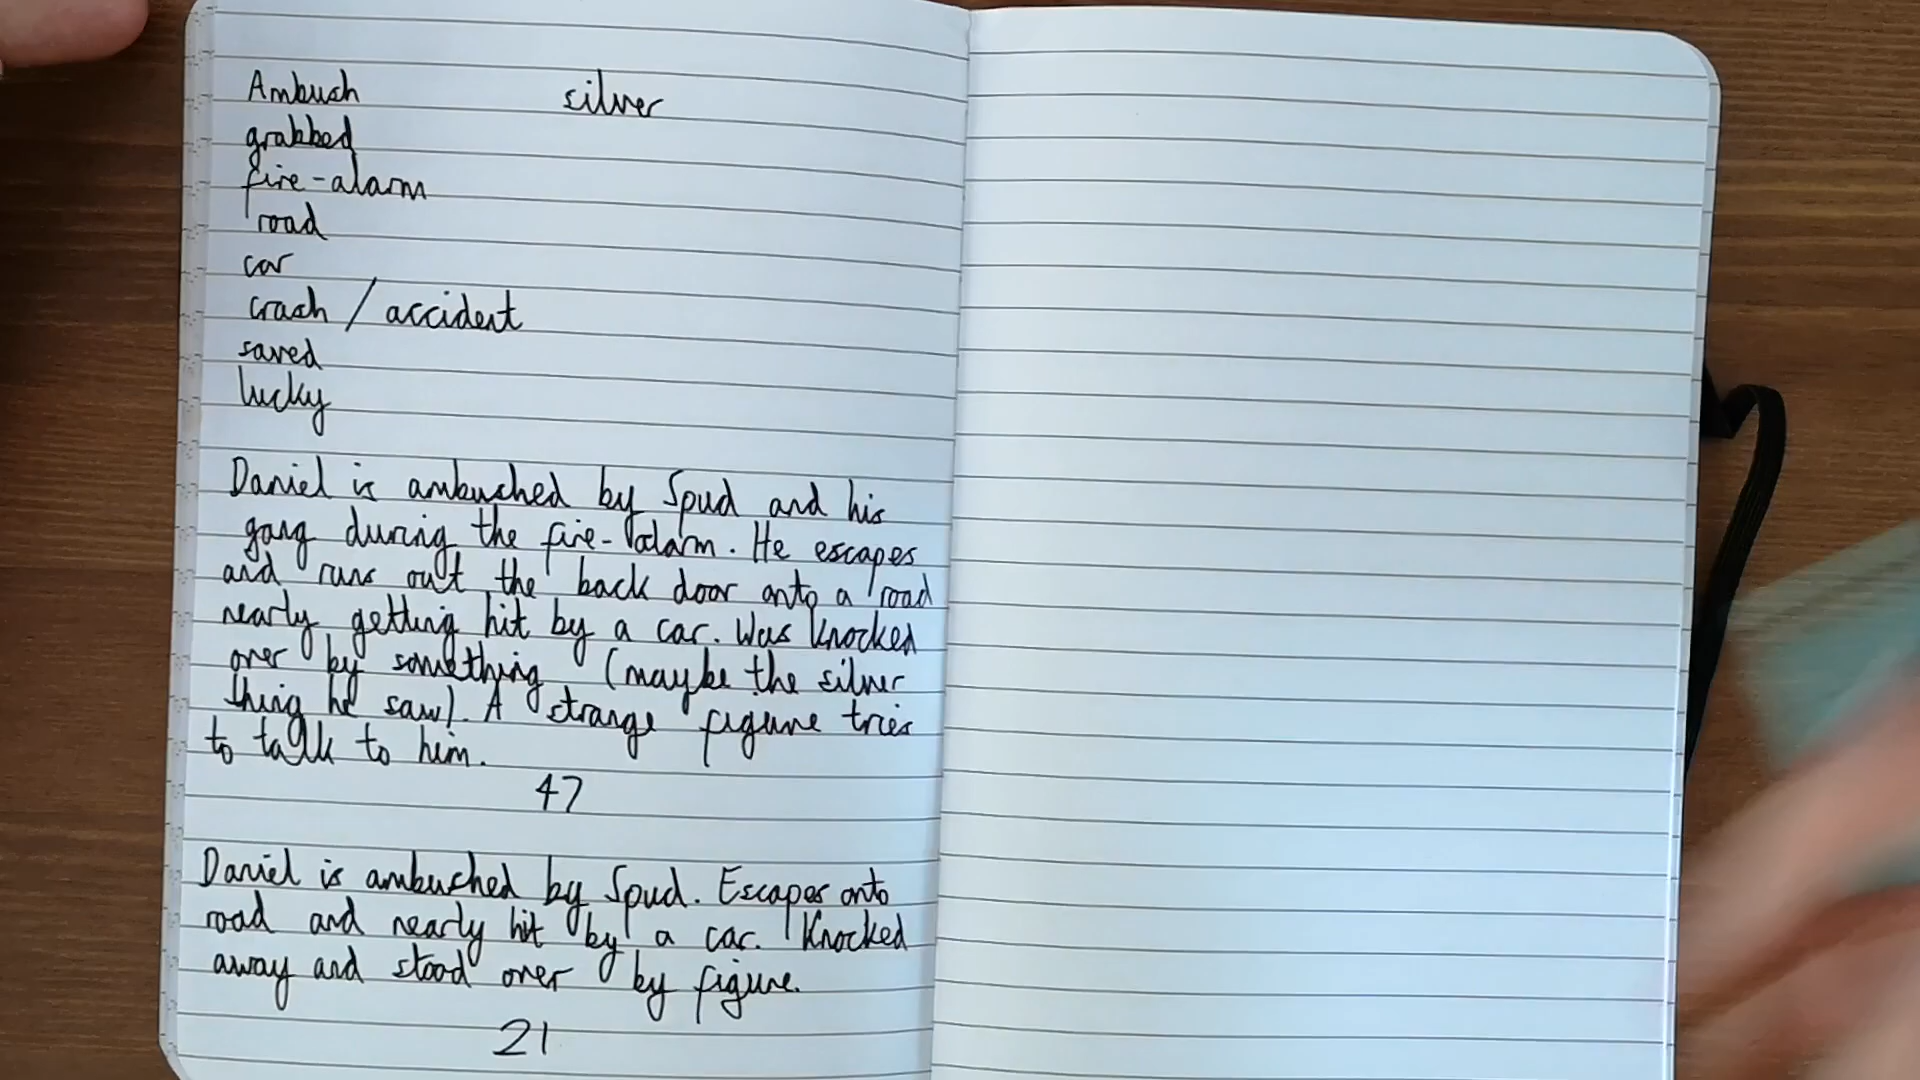 Ambush silver
grabbed
fire-alarm
road
car
crash / accident
saved
lucky
Daniel is ambushed by Spud and his
gang during the fire-alarm. He escapes
and runs out the back door onto a road
nearly getting hit by a car. Was knocked
over by something (maybe the silver
thing he saw). A strange figure tries
to talk to him.
47
Daniel is ambushed by Spud. Escapes onto
road and nearly hit by a car. Knocked
away and stood over by figure.
21